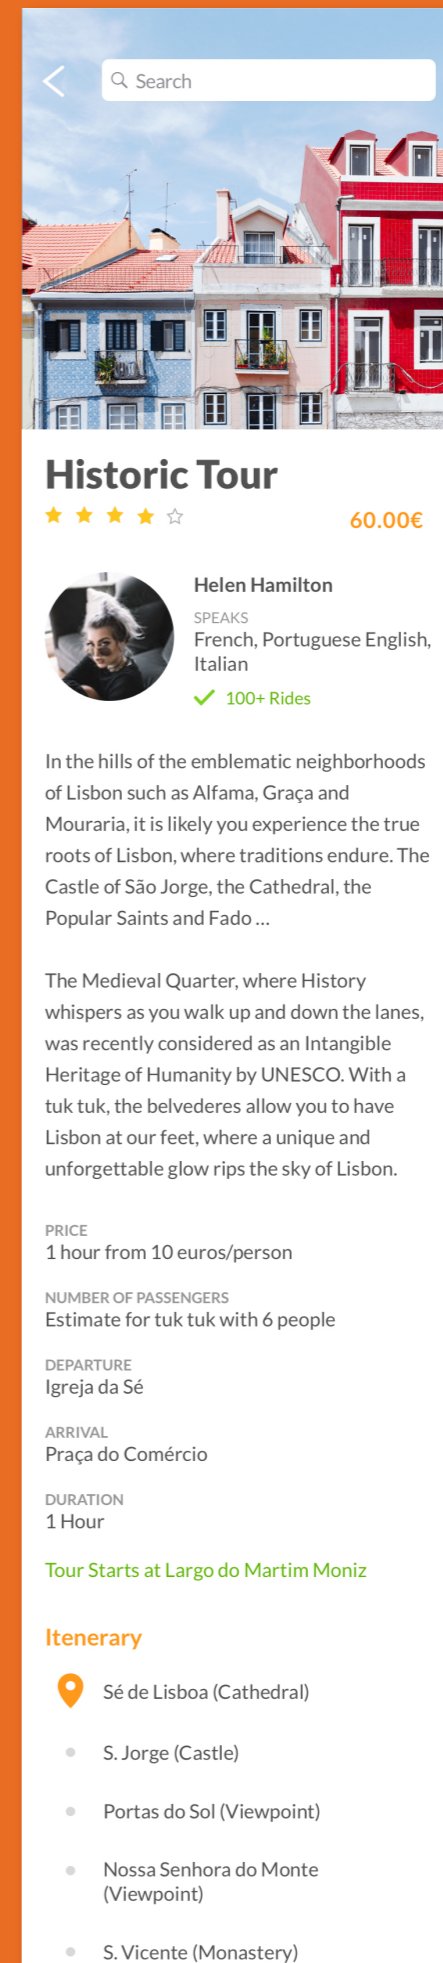 Search
Historic Tour
60.00€
Helen Hamilton
SPEAKS
French, Portuguese English,
Italian
100+ Rides
In the hills of the emblematic neighborhoods
of Lisbon such as Alfama, Graça and
Mouraria, it is likely you experience the true
roots of Lisbon, where traditions endure. The
Castle of São Jorge, the Cathedral, the
Popular Saints and Fado ...
The Medieval Quarter, where History
whispers as you walk up and down the lanes,
was recently considered as an Intangible
Heritage of Humanity by UNESCO. With a
tuk tuk, the belvederes allow you to have
Lisbon at our feet, where a unique and
unforgettable glow rips the sky of Lisbon.
PRICE
1 hour from 10 euros/person
NUMBER OF PASSENGERS
Estimate for tuk tuk with 6 people
DEPARTURE
Igreja da Sé
ARRIVAL
Praça do Comércio
DURATION
1 Hour
Tour Starts at Largo do Martim Moniz
Itenerary
Sé de Lisboa (Cathedral)
S. Jorge (Castle)
Portas do Sol (Viewpoint)
Nossa Senhora do Monte
(Viewpoint)
S. Vicente (Monastery)